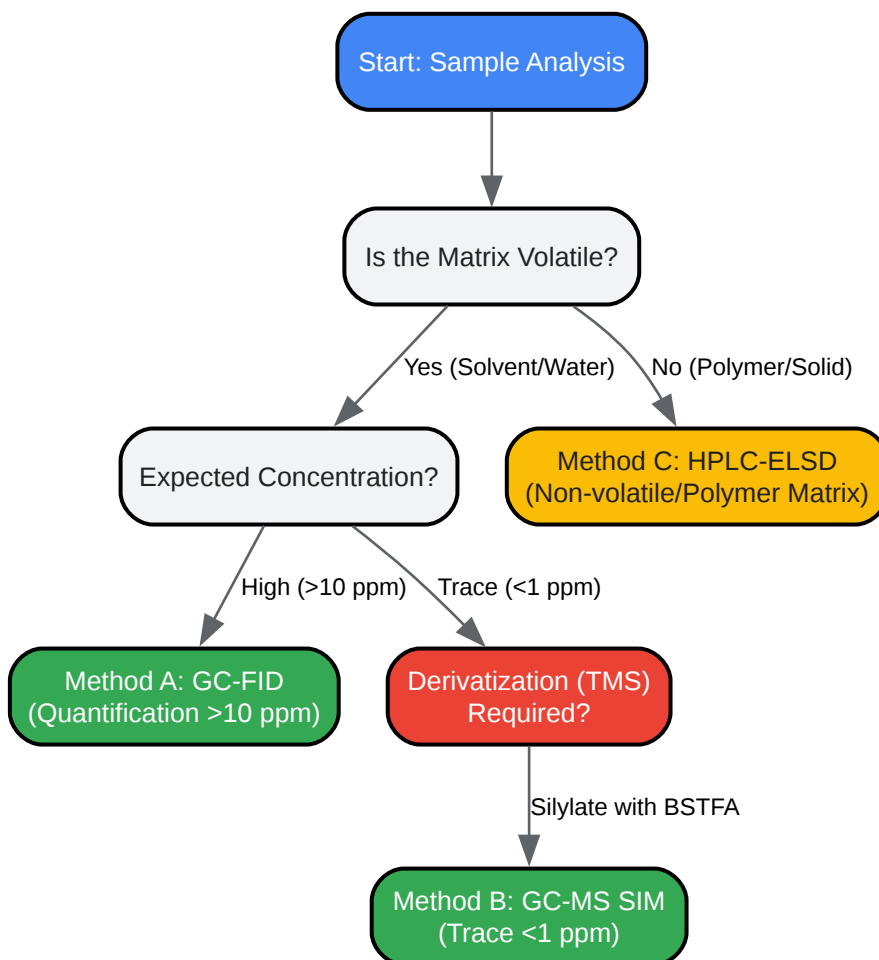 Start: Sample Analysis
Is the Matrix Volatile?
Yes (Solvent/Water)
No (Polymer/Solid)
Expected Concentration?
Method C: HPLC-ELSD
(Non-volatile/Polymer Matrix)
High (>10 ppm)
Trace (<1 ppm)
Method A: GC-FID
(Quantification >10 ppm)
Derivatization (TMS)
Required?
Silylate with BSTFA
Method B: GC-MS SIM
(Trace <1 ppm)